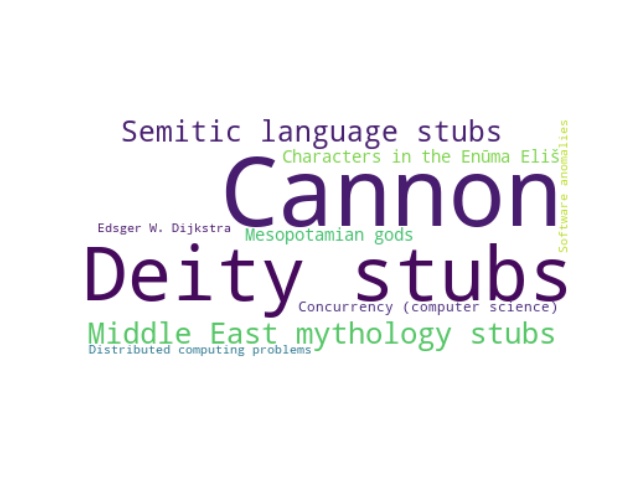 Semitic language stubs
Characters in the Enūma Eliš
Software anomalies
Cannon
Edsger W. Dijkstra
Mesopotamian gods
Deity stubs
Concurrency (computer science)
Middle East mythology stubs
Distributed computing problems